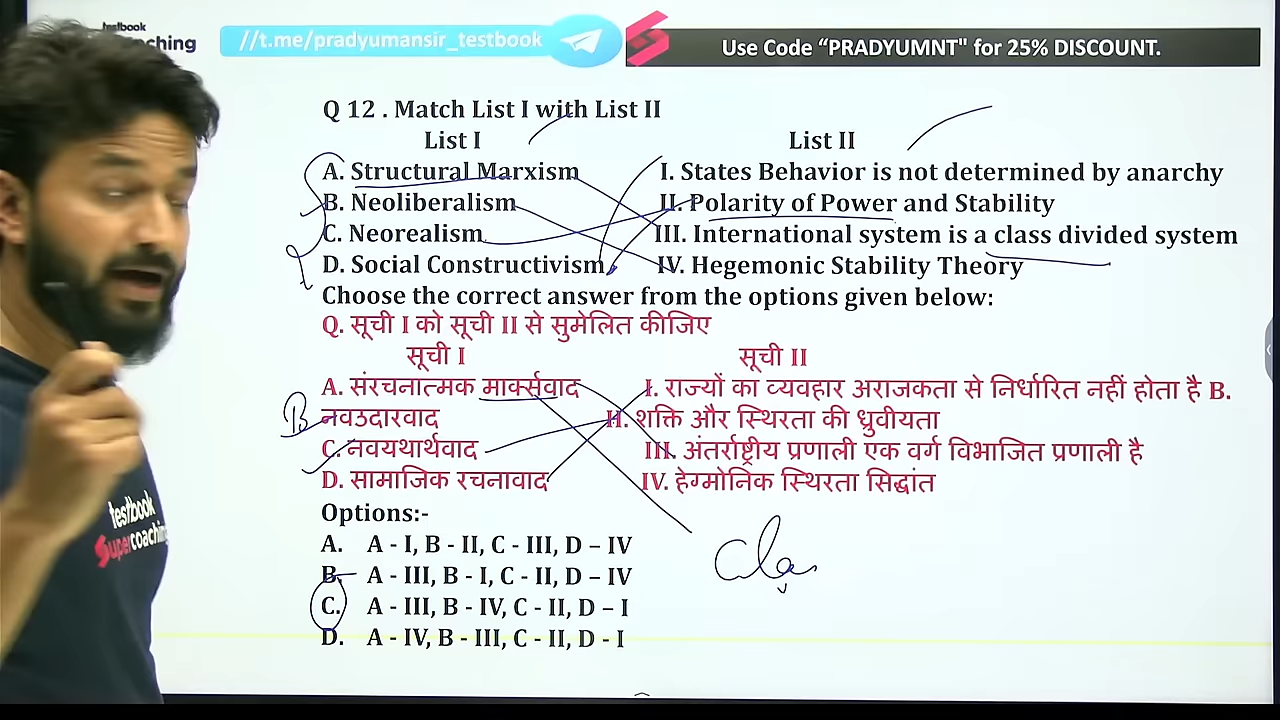 testbook
//t.me/pradyumansir_testbook
Use Code “PRADYUMNT" for 25% DISCOUNT.
Q 12 . Match List I with List II
List I List II
A. Structural Marxism I. States Behavior is not determined by anarchy
B. Neoliberalism II. Polarity of Power and Stability
C. Neorealism III. International system is a class divided system
D. Social Constructivism IV. Hegemonic Stability Theory
Choose the correct answer from the options given below:
Q. सूची I को सूची II से सुमेलित कीजिए
सूची I सूची II
A. संरचनात्मक मार्क्सवाद I. राज्यों का व्यवहार अराजकता से निर्धारित नहीं होता है B.
B नवउदारवाद II. शक्ति और स्थिरता की ध्रुवीयता
C. नवयथार्थवाद III. अंतर्राष्ट्रीय प्रणाली एक वर्ग विभाजित प्रणाली है
D. सामाजिक रचनावाद IV. हेग्मोनिक स्थिरता सिद्धांत
Options:-
A. A - I, B - II, C - III, D – IV
B. A - III, B - I, C - II, D – IV
C. A - III, B - IV, C - II, D – I
D. A - IV, B - III, C - II, D - I
testbook
Supercoaching